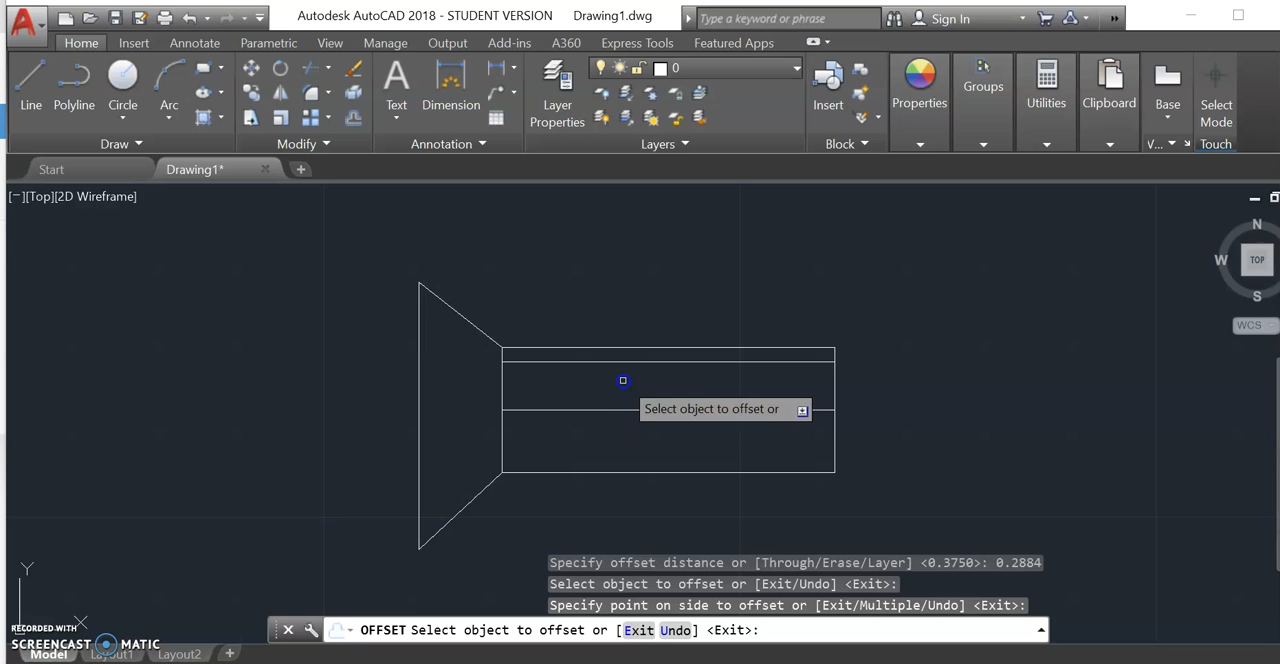 Autodesk AutoCAD 2018 - STUDENT VERSION Drawing1.dwg Type a keyword or phrase Sign In
Home Insert Annotate Parametric View Manage Output Add-ins A360 Express Tools Featured Apps
0
Line Polyline Circle Arc Text Dimension Layer Properties Insert Properties Groups Utilities Clipboard Base Select Mode
Draw Modify Annotation Layers Block V... Touch
Start Drawing1*
[−][Top][2D Wireframe]
N
W TOP
S
WCS
Select object to offset or
Specify offset distance or [Through/Erase/Layer] <0.3750>: 0.2884
Select object to offset or [Exit/Undo] <Exit>:
Specify point on side to offset or [Exit/Multiple/Undo] <Exit>:
OFFSET Select object to offset or [Exit Undo] <Exit>:
Y
X
RECORDED WITH
SCREENCAST MATIC
Model Layout1 Layout2